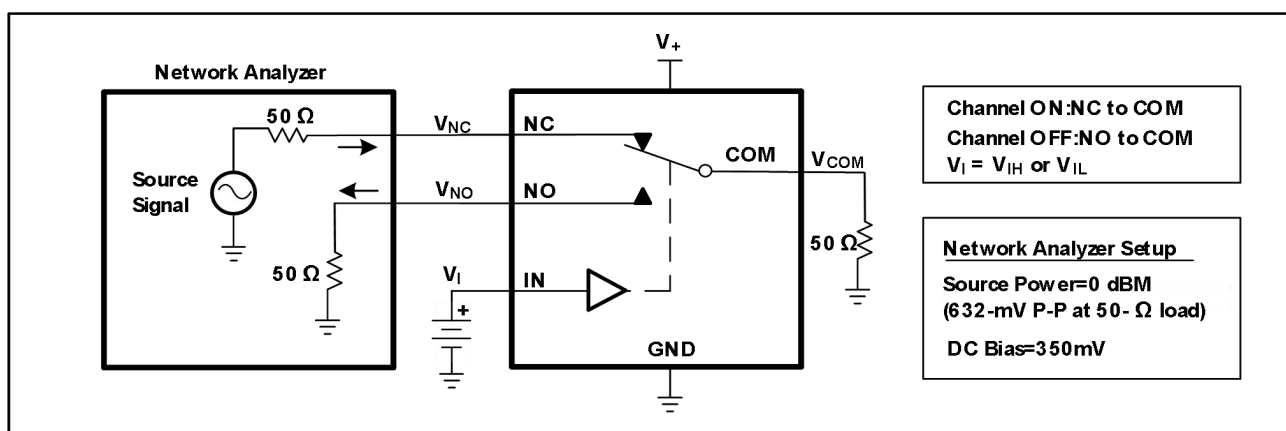 V+
Network Analyzer
50 Ω
VNC
NC
COM
VCOM
Source
Signal
VNO
NO
50 Ω
50 Ω
VI
IN
+
GND
Channel ON:NC to COM
Channel OFF:NO to COM
VI = VIH or VIL
Network Analyzer Setup
Source Power=0 dBM
(632-mV P-P at 50- Ω load)
DC Bias=350mV